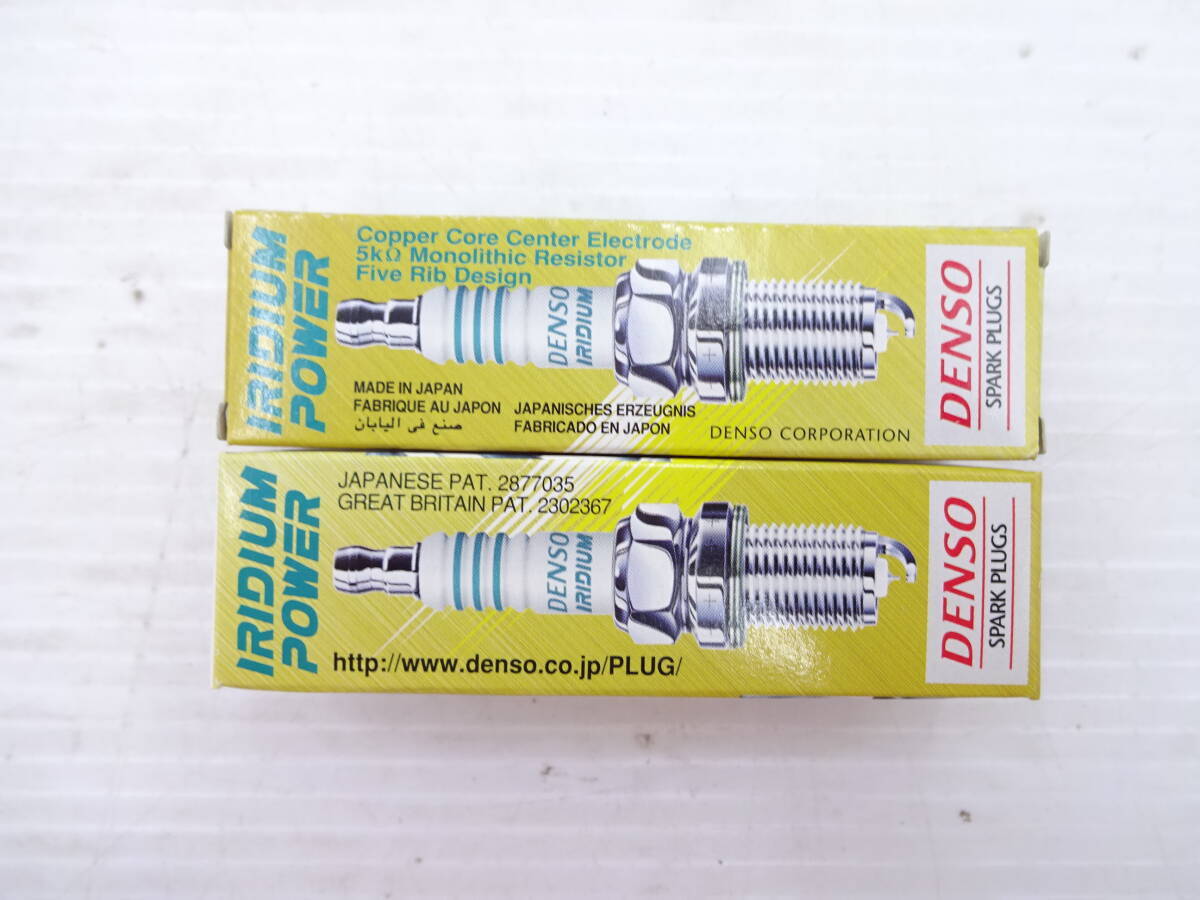 IRIDIUM
POWER
Copper Core Center Electrode
5kΩ Monolithic Resistor
Five Rib Design
DENSO
IRIDIUM
MADE IN JAPAN
FABRIQUE AU JAPON
صنع في اليابان
JAPANISCHES ERZEUGNIS
FABRICADO EN JAPON
DENSO CORPORATION
DENSO
SPARK PLUGS
IRIDIUM
POWER
JAPANESE PAT. 2877035
GREAT BRITAIN PAT. 2302367
DENSO
IRIDIUM
http://www.denso.co.jp/PLUG/
DENSO
SPARK PLUGS